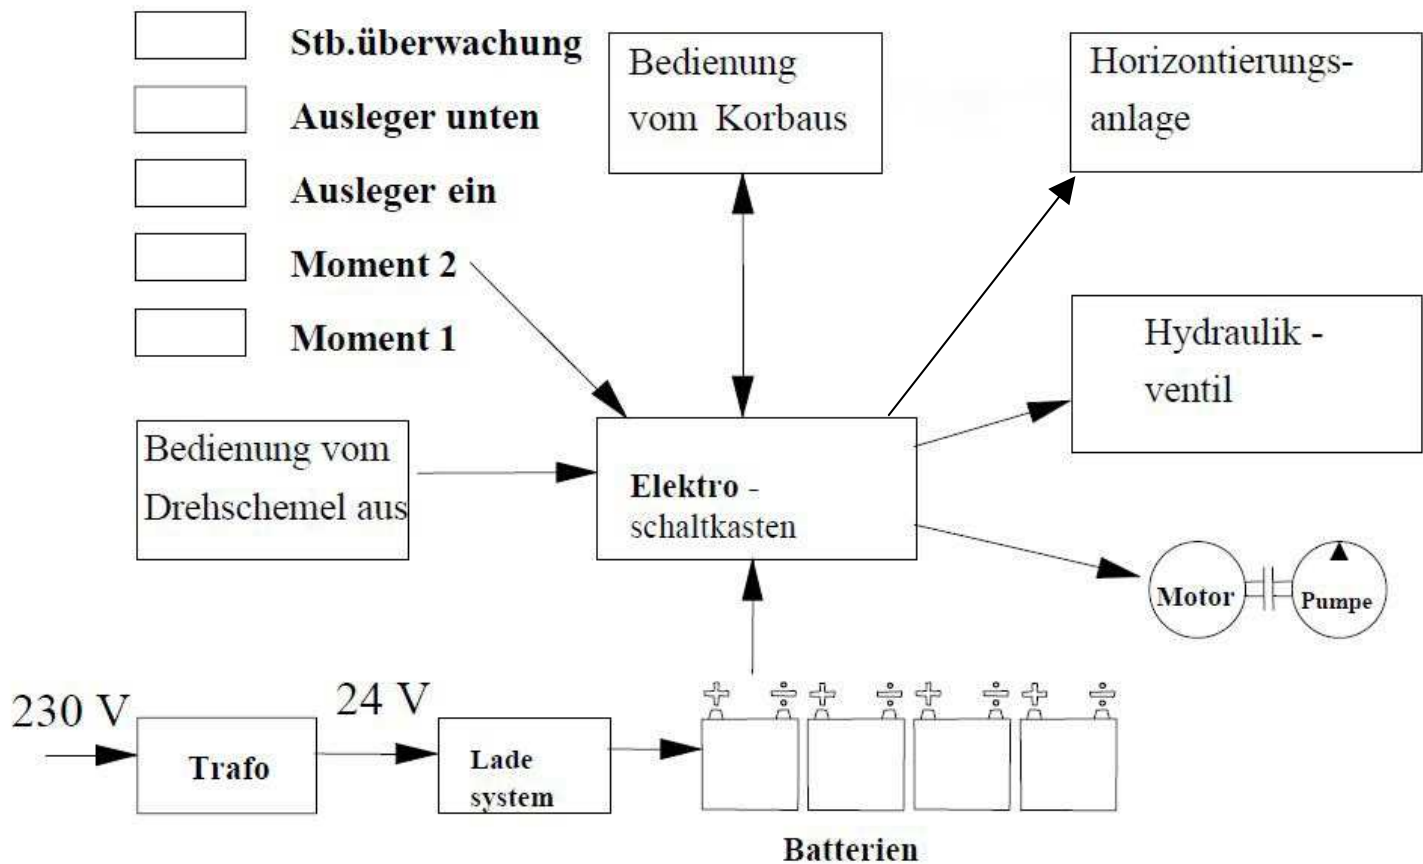 Stb.überwachung
Ausleger unten
Ausleger ein
Moment 2
Moment 1
Bedienung
vom Korbaus
Horizontierungs-
anlage
Hydraulik -
ventil
Bedienung vom
Drehschemel aus
Elektro -
schaltkasten
Motor
Pumpe
230 V
Trafo
24 V
Lade
system
+ ÷ + ÷ + ÷ + ÷
Batterien